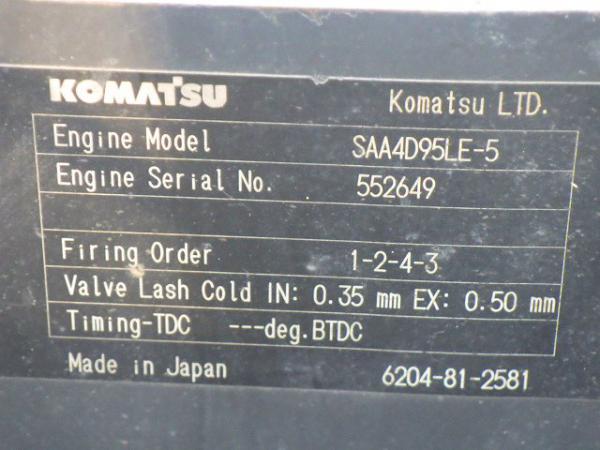 KOMATSU Komatsu LTD.
Engine Model SAA4D95LE-5
Engine Serial No. 552649
Firing Order 1-2-4-3
Valve Lash Cold IN: 0.35 mm EX: 0.50 mm
Timing-TDC ---deg.BTDC
Made in Japan 6204-81-2581